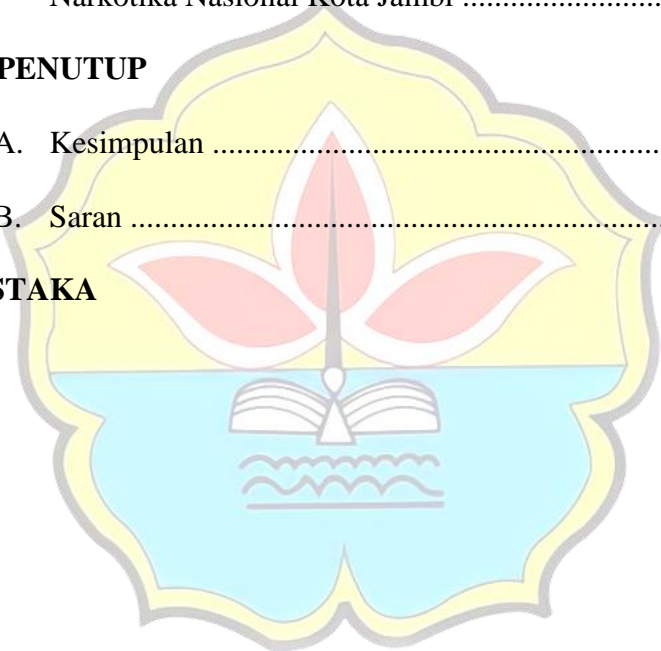 Narkotika Nasional Kota Jambi ............................
PENUTUP
A. Kesimpulan ...............................................................
B. Saran .........................................................................
STAKA